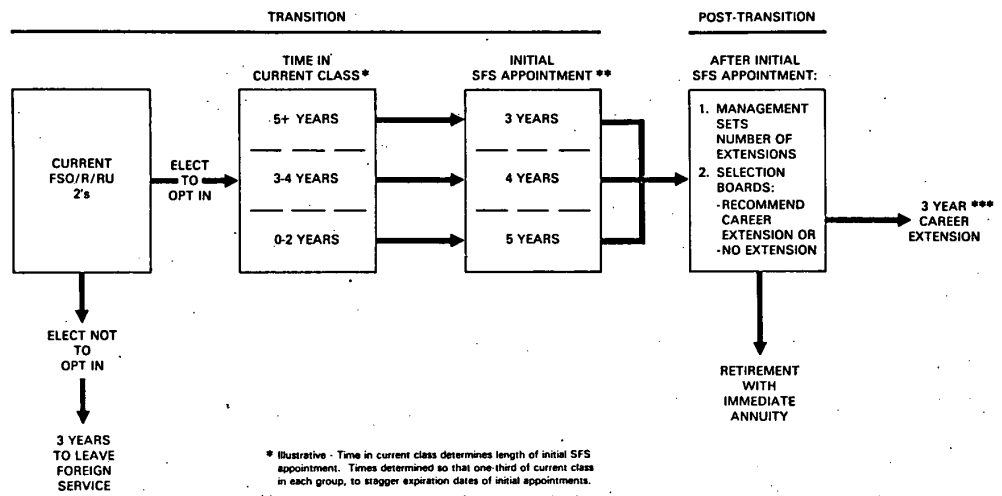 TRANSITION
POST-TRANSITION
TIME IN
CURRENT CLASS *
INITIAL
SFS APPOINTMENT **
AFTER INITIAL
SFS APPOINTMENT:
CURRENT
FSO/R/RU
2's
ELECT
TO
OPT IN
5+ YEARS
3-4 YEARS
0-2 YEARS
3 YEARS
4 YEARS
5 YEARS
1. MANAGEMENT
SETS
NUMBER OF
EXTENSIONS
2. SELECTION
BOARDS:
-RECOMMEND
CAREER
EXTENSION OR
-NO EXTENSION
3 YEAR ***
CAREER
EXTENSION
ELECT NOT
TO
OPT IN
3 YEARS
TO LEAVE
FOREIGN
SERVICE
RETIREMENT
WITH
IMMEDIATE
ANNUITY
* Illustrative - Time in current class determines length of initial SFS
appointment. Times determined so that one-third of current class
in each group, to stagger expiration dates of initial appointments.